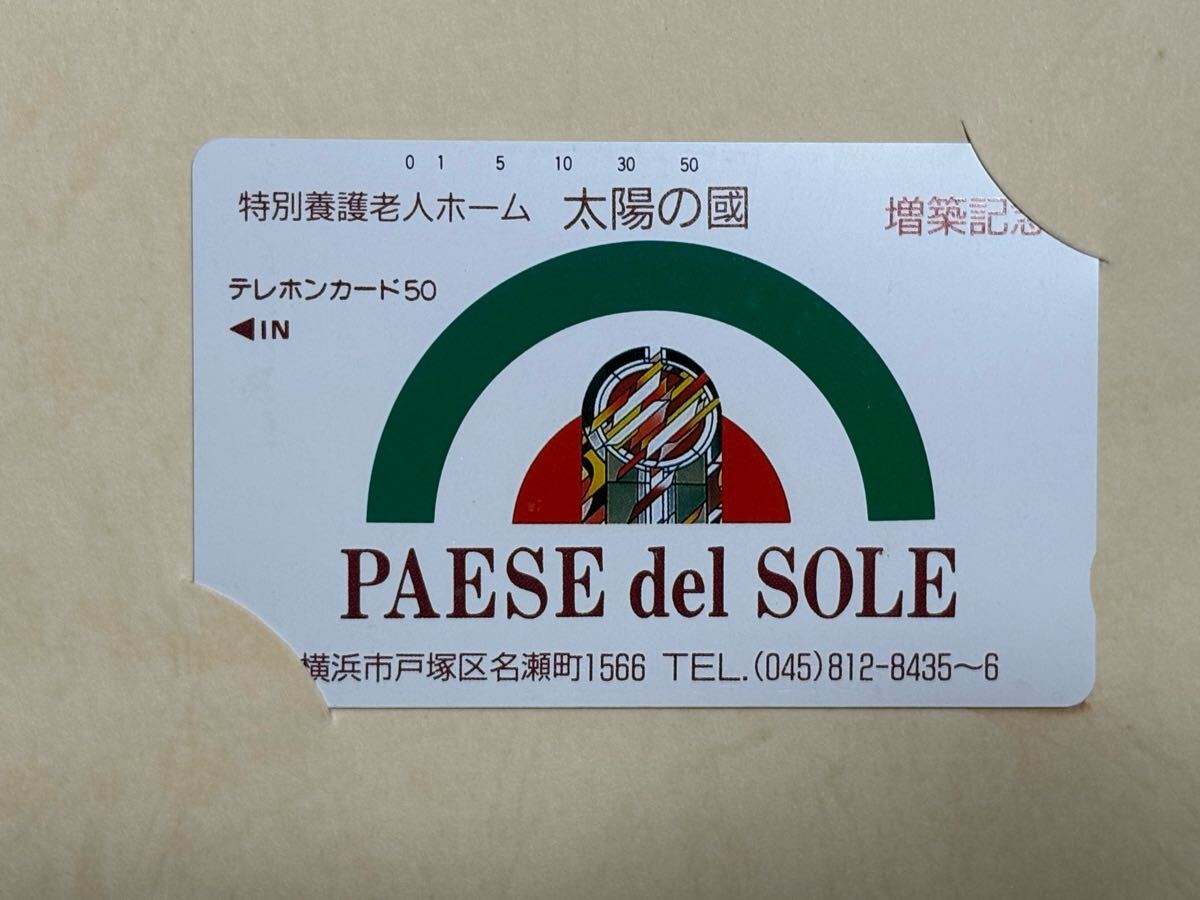 0 1 5 10 30 50
特別養護老人ホーム 太陽の國 増築記念
テレホンカード50
◀IN
PAESE del SOLE
横浜市戸塚区名瀬町1566 TEL.(045)812-8435～6